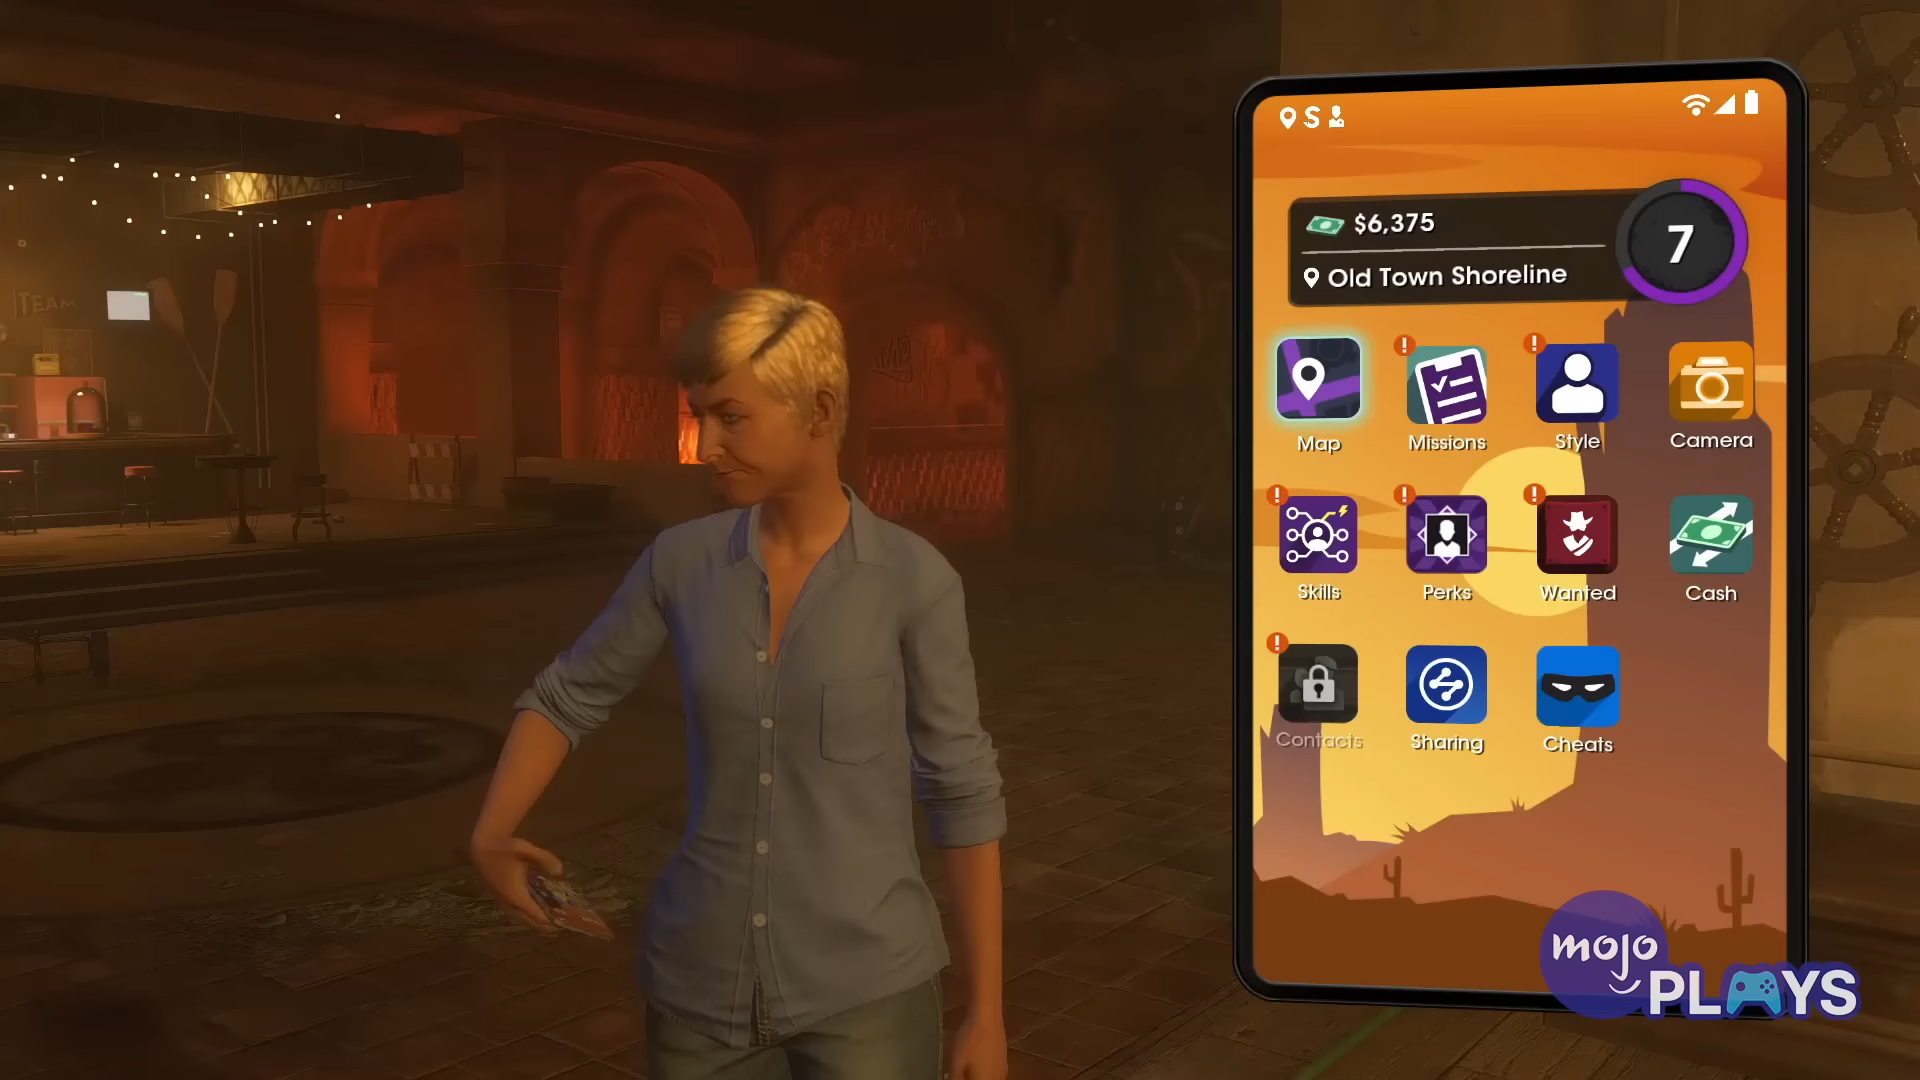 S
$6,375
7
Old Town Shoreline
Map
Missions
Style
Camera
Skills
Perks
Wanted
Cash
Contacts
Sharing
Cheats
TEAM
mojo
PLAYS